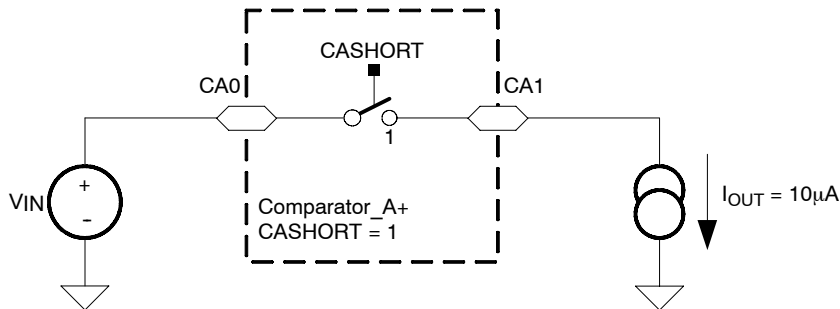 CASHORT
CA0
CA1
1
VIN
+
-
Comparator_A+
CASHORT = 1
IOUT = 10μA